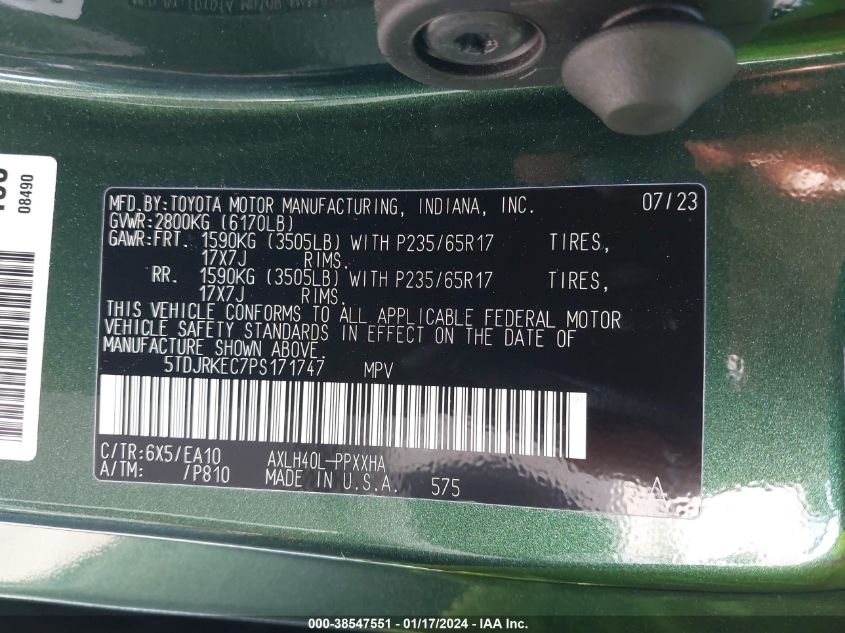 08490
MFD.BY:TOYOTA MOTOR MANUFACTURING, INDIANA, INC. 07/23
GVWR:2800KG (6170LB)
GAWR:FRT. 1590KG (3505LB) WITH P235/65R17 TIRES,
17X7J RIMS.
RR. 1590KG (3505LB) WITH P235/65R17 TIRES,
17X7J RIMS.
THIS VEHICLE CONFORMS TO ALL APPLICABLE FEDERAL MOTOR
VEHICLE SAFETY STANDARDS IN EFFECT ON THE DATE OF
MANUFACTURE SHOWN ABOVE.
5TDJRKEC7PS171747 MPV
C/TR:6X5/EA10 AXLH40L-PPXXHA
A/TM: /P810 MADE IN U.S.A. 575 A
000-38547551 - 01/17/2024 - IAA Inc.